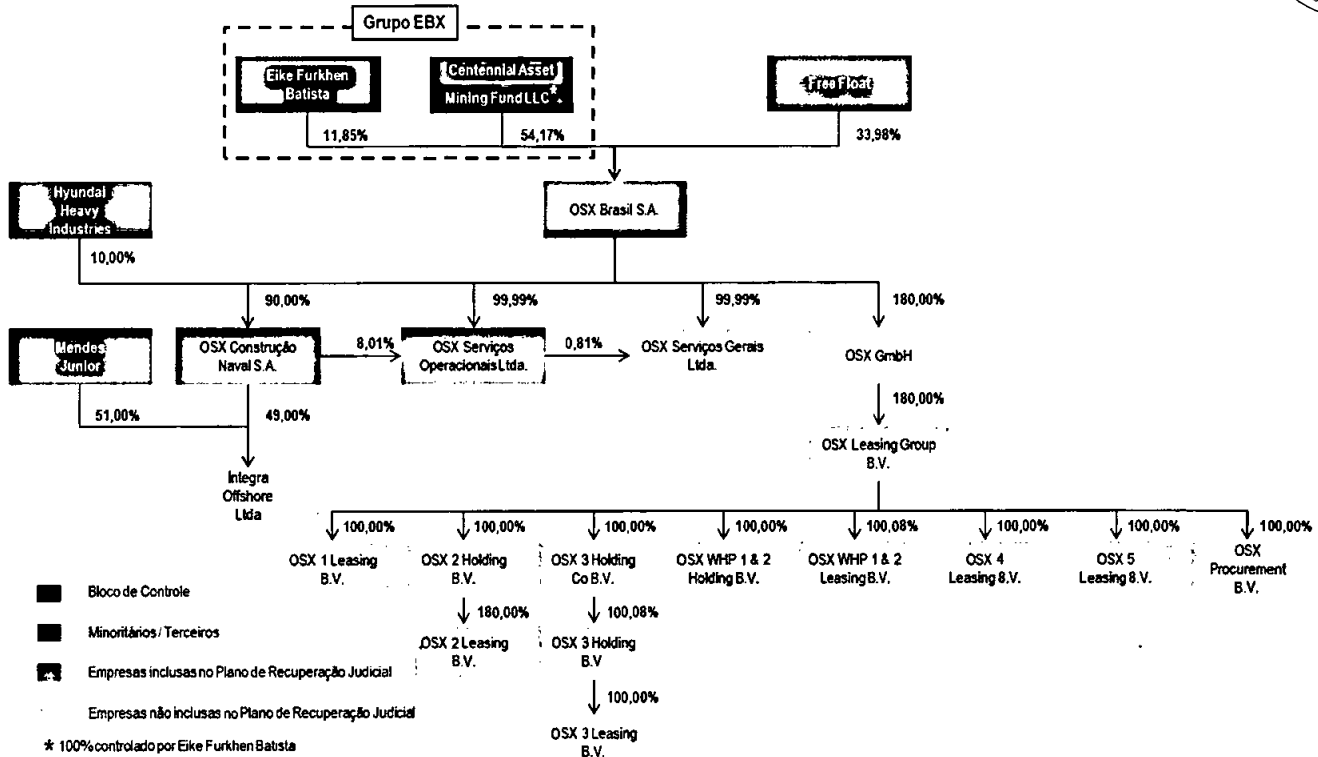 Grupo EBX
Eike Furkhen
Batista
Centennial Asset
Mining Fund LLC*.
Free Float
11,85%
54,17%
33,98%
Hyundal
Heavy
Industries
OSX Brasil S.A.
10,00%
90,00%
99,99%
99,99%
180,00%
Mendes
Junior
OSX Construção
Naval S.A.
8,01%
OSX Serviços
Operacionais Ltda.
0,81%
OSX Serviços Gerais
Ltda.
OSX GmbH
51,00%
49,00%
180,00%
OSX Leasing Group
B.V.
Integra
Offshore
Ltda
100,00%
100,00%
100,00%
100,00%
100,08%
100,00%
100,00%
100,00%
OSX 1 Leasing
B.V.
OSX 2 Holding
B.V.
OSX 3 Holding
Co B.V.
OSX WHP 1 & 2
Holding B.V.
OSX WHP 1 & 2
Leasing B.V.
OSX 4
Leasing 8.V.
OSX 5
Leasing 8.V.
OSX
Procurement
B.V.
180,00%
100,08%
OSX 2 Leasing
B.V.
OSX 3 Holding
B.V
100,00%
OSX 3 Leasing
B.V.
Bloco de Controle
Minoritários / Terceiros
Empresas inclusas no Plano de Recuperação Judicial
Empresas não inclusas no Plano de Recuperação Judicial
* 100% controlado por Eike Furkhen Batista